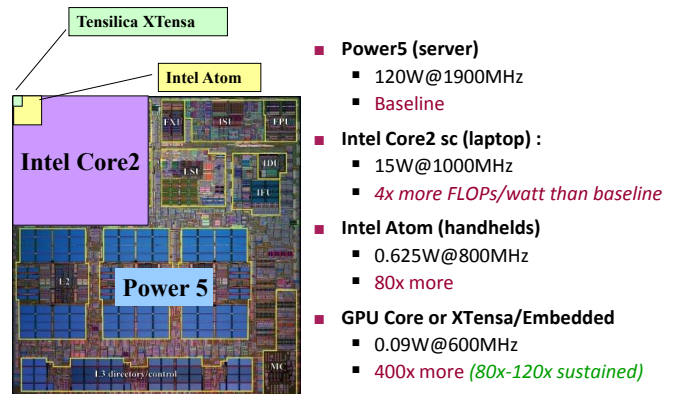 Tensilica XTensa
Intel Atom
Intel Core2
FXU
ISU
FPU
LSU
IDU
IFU
L2
Power 5
L3 directory/control
MC
■ Power5 (server)
■ 120W@1900MHz
■ Baseline
■ Intel Core2 sc (laptop) :
■ 15W@1000MHz
■ 4x more FLOPs/watt than baseline
■ Intel Atom (handhelds)
■ 0.625W@800MHz
■ 80x more
■ GPU Core or XTensa/Embedded
■ 0.09W@600MHz
■ 400x more (80x-120x sustained)